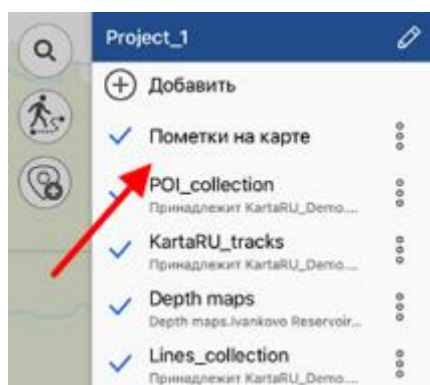 Project_1
Добавить
Пометки на карте
POI_collection
Принадлежит KartaRU_Demo....
KartaRU_tracks
Принадлежит KartaRU_Demo....
Depth maps
Depth maps.Ivankovo Reservoir...
Lines_collection
Принадлежит KartaRU_Demo....